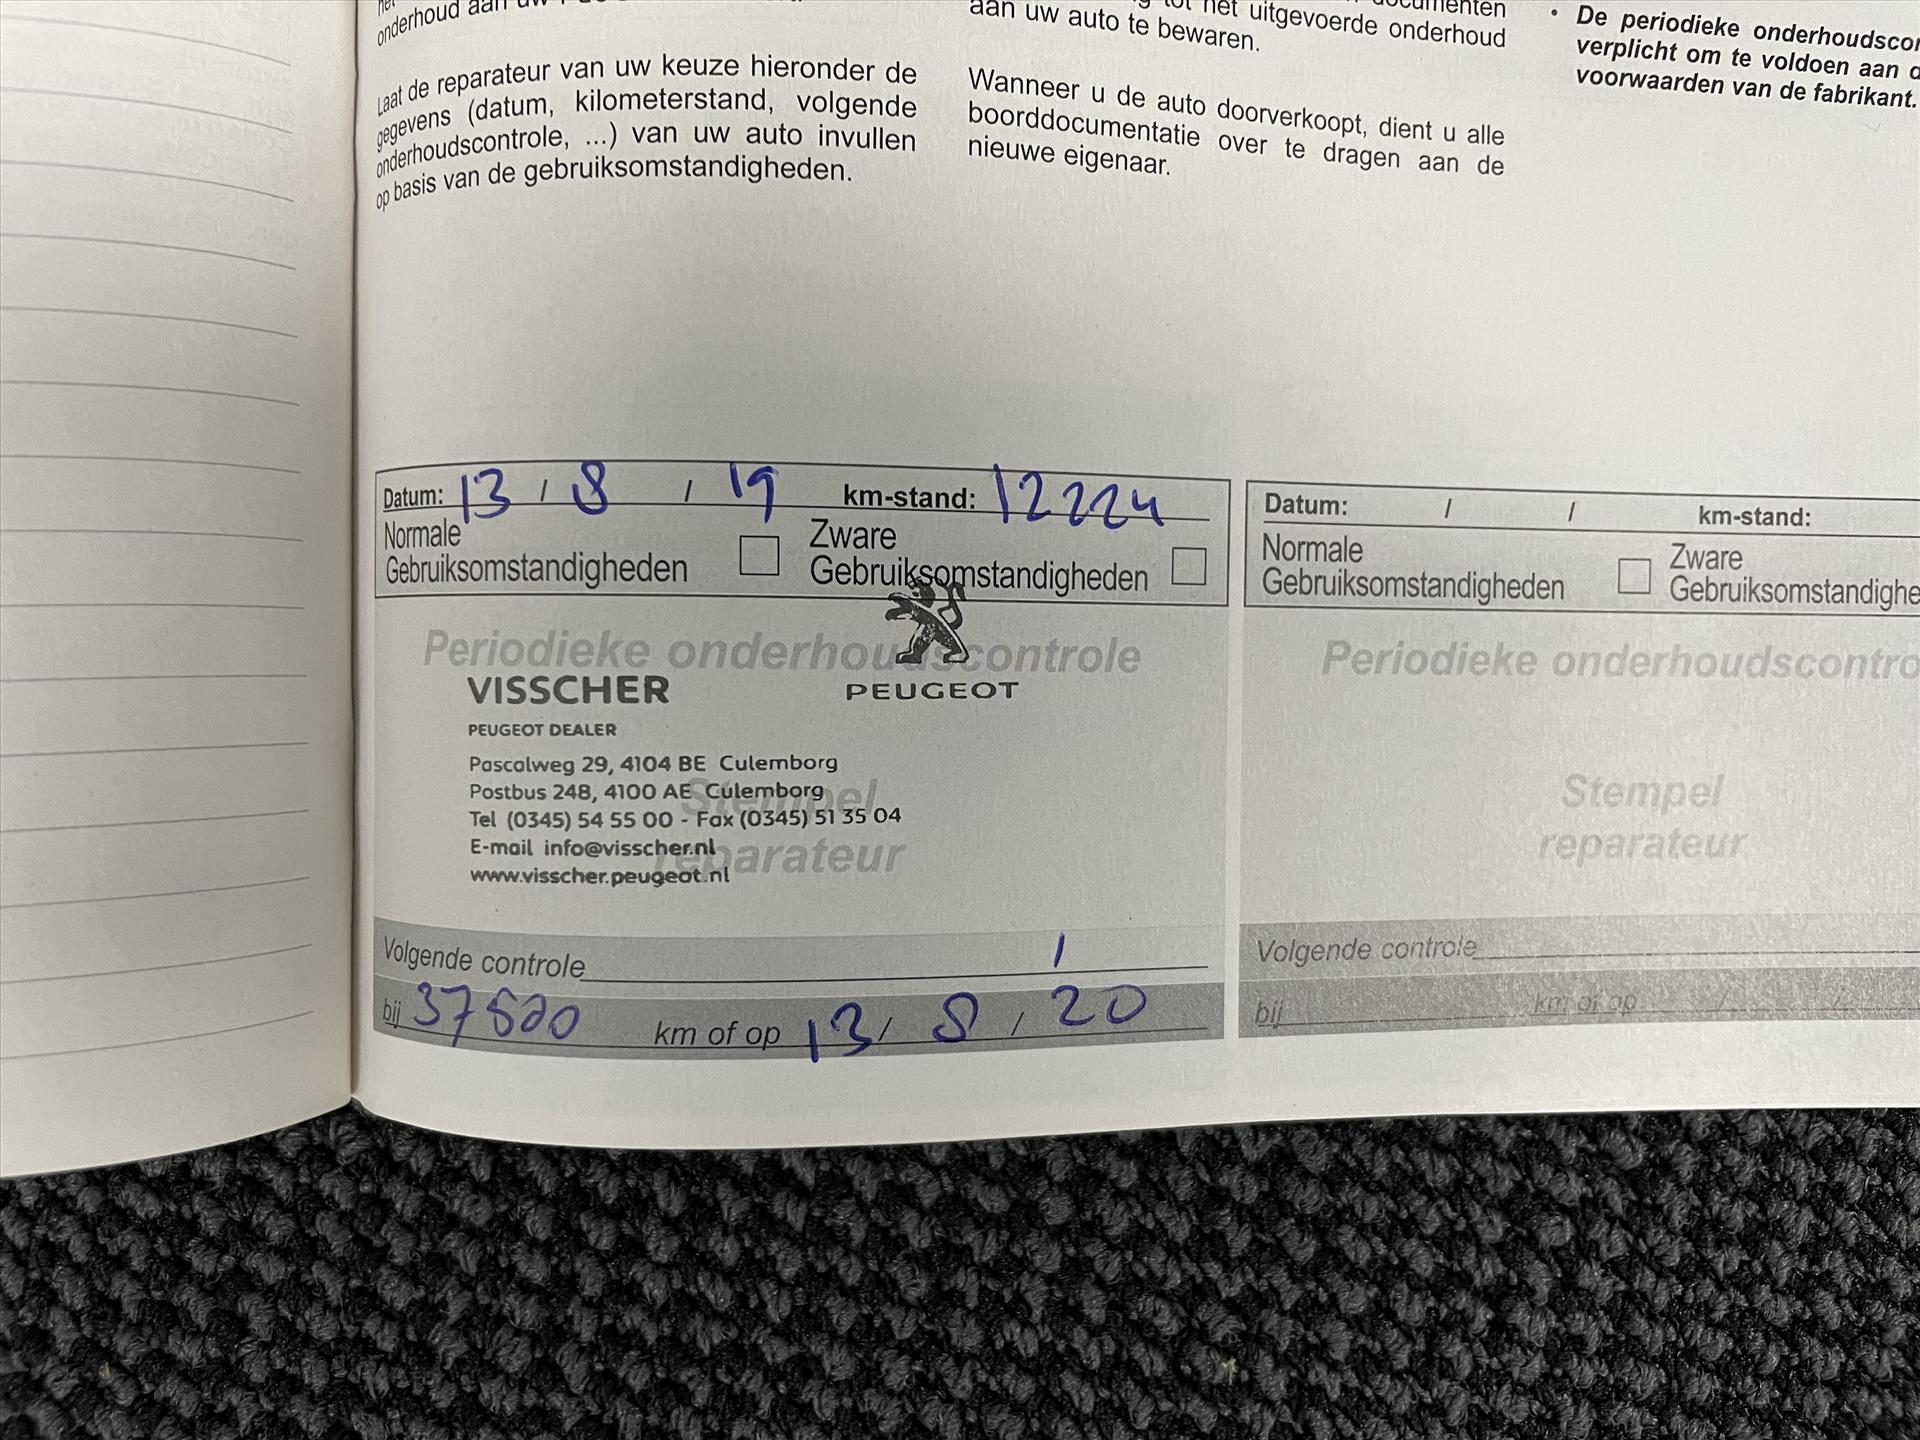 onderhoud aan uw
Laat de reparateur van uw keuze hieronder de
gegevens (datum, kilometerstand, volgende
onderhoudscontrole, ...) van uw auto invullen
op basis van de gebruiksomstandigheden.
documenten
tot het uitgevoerde onderhoud
aan uw auto te bewaren.
Wanneer u de auto doorverkoopt, dient u alle
boorddocumentatie over te dragen aan de
nieuwe eigenaar.
• De periodieke
verplicht om te voldoen aan
voorwaarden van de fabrikant.
Datum: 13 / 8 / 19 km-stand: 12224
Normale Gebruiksomstandigheden
Zware Gebruiksomstandigheden
Periodieke onderhoudscontrole
VISSCHER
PEUGEOT
PEUGEOT DEALER
Pascalweg 29, 4104 BE Culemborg
Postbus 248, 4100 AE Culemborg
Tel (0345) 54 55 00 - Fax (0345) 51 35 04
E-mail info@visscher.nl
www.visscher.peugeot.nl
Stempel
reparateur
Volgende controle /
bij 37500 km of op 13 / 8 / 20
Datum: / / km-stand:
Normale Gebruiksomstandigheden
Zware
Periodieke
Stempel
reparateur
Volgende controle
bij km of op / /